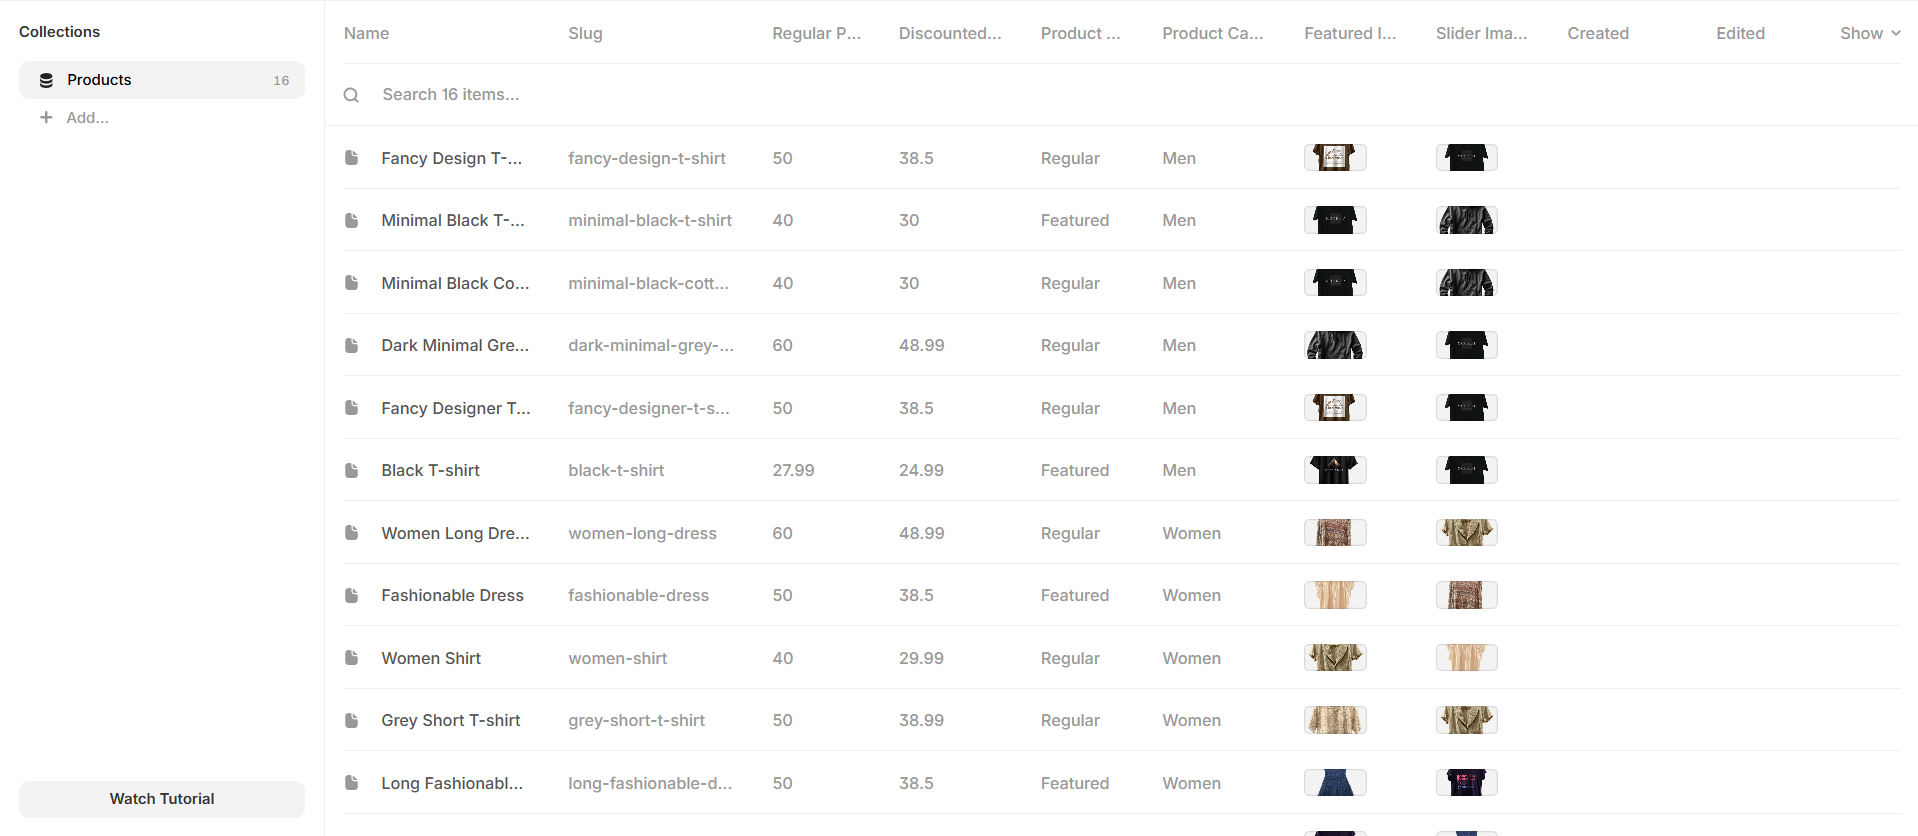 Collections
Products 16
Add...
Watch Tutorial
Name Slug Regular P... Discounted... Product ... Product Ca... Featured I... Slider Ima... Created Edited Show
Search 16 items...
Fancy Design T-... fancy-design-t-shirt 50 38.5 Regular Men
Minimal Black T-... minimal-black-t-shirt 40 30 Featured Men
Minimal Black Co... minimal-black-cott... 40 30 Regular Men
Dark Minimal Gre... dark-minimal-grey-... 60 48.99 Regular Men
Fancy Designer T... fancy-designer-t-s... 50 38.5 Regular Men
Black T-shirt black-t-shirt 27.99 24.99 Featured Men
Women Long Dre... women-long-dress 60 48.99 Regular Women
Fashionable Dress fashionable-dress 50 38.5 Featured Women
Women Shirt women-shirt 40 29.99 Regular Women
Grey Short T-shirt grey-short-t-shirt 50 38.99 Regular Women
Long Fashionabl... long-fashionable-d... 50 38.5 Featured Women